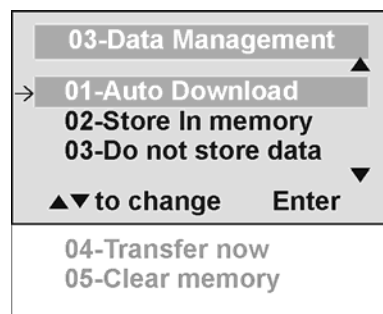 03-Data Management
▲
→ 01-Auto Download
02-Store In memory
03-Do not store data
▼
▲▼to change Enter
04-Transfer now
05-Clear memory